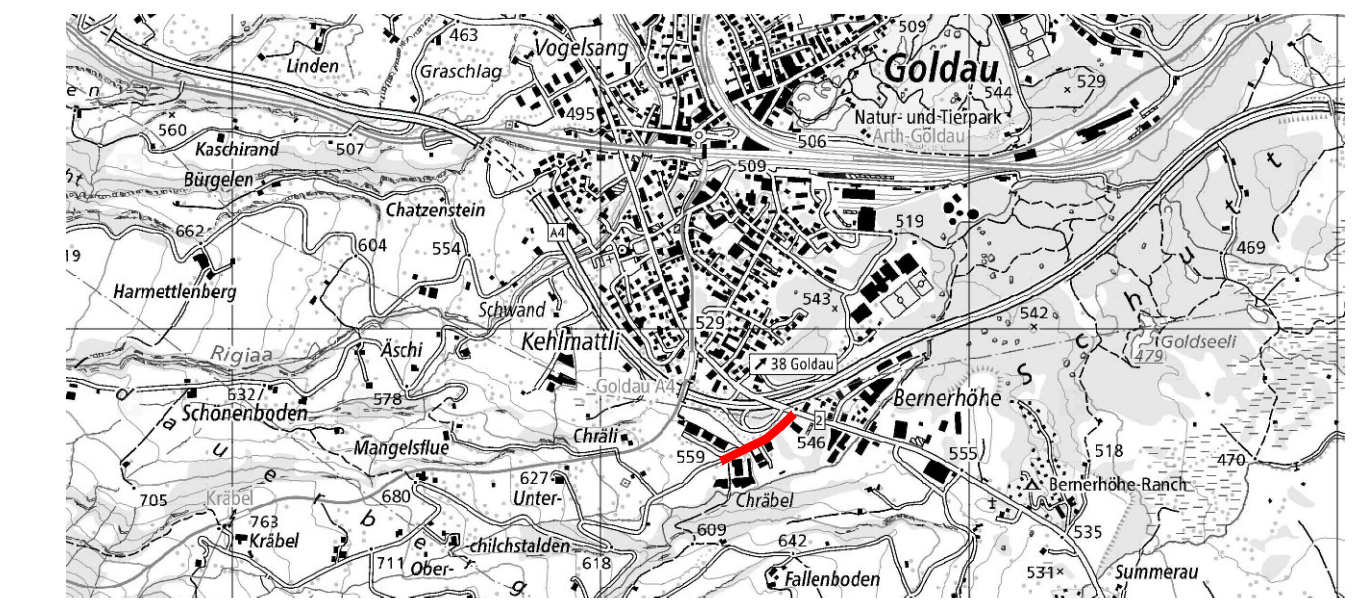 463
Vogelsang
509
Linden
Graschlag
Goldau
529
544
e n
495
560
Natur- und Tierpark
Arth-Goldau
Kaschirand
507
506
509
Bürgelen
Chatzenstein
519
A4
662
604
554
469
19
Harmettlenberg
Schwand
543
542
529
Kehlmattli
Goldseeli
479
Rigiaa
Äschi
38 Goldau
Goldau A4
632
578
Schönenboden
Bernerhöhe
2
Mangelsflue
Chräli
546
559
555
518
470
627
705
Kräbel
680
Unter-
Chräbel
Bernerhöhe-Ranch
763
Kräbel
535
609
chilchstalden
711
Ober-
618
642
531
Summerau
Fallenboden
d a u e r b e r g
s c h u t t